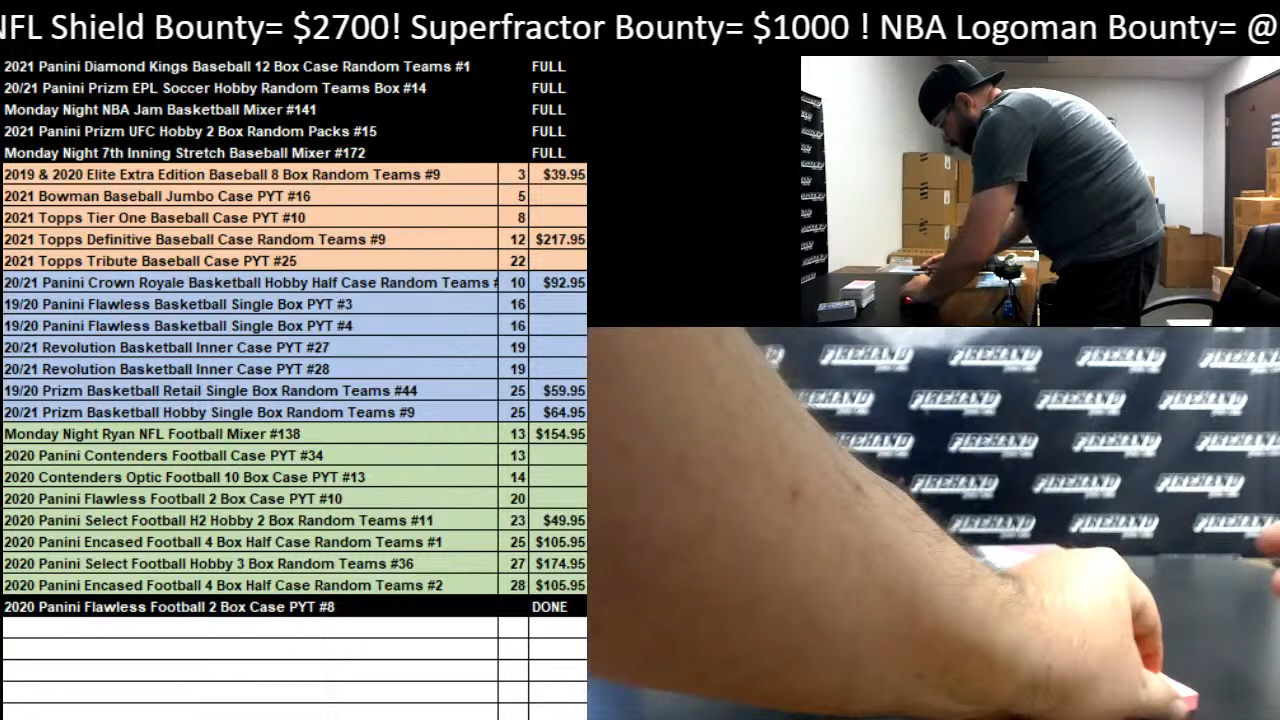 NFL Shield Bounty= $2700! Superfractor Bounty= $1000 ! NBA Logoman Bounty= @
2021 Panini Diamond Kings Baseball 12 Box Case Random Teams #1 FULL
20/21 Panini Prizm EPL Soccer Hobby Random Teams Box #14 FULL
Monday Night NBA Jam Basketball Mixer #141 FULL
2021 Panini Prizm UFC Hobby 2 Box Random Packs #15 FULL
Monday Night 7th Inning Stretch Baseball Mixer #172 FULL
2019 & 2020 Elite Extra Edition Baseball 8 Box Random Teams #9 3 $39.95
2021 Bowman Baseball Jumbo Case PYT #16 5
2021 Topps Tier One Baseball Case PYT #10 8
2021 Topps Definitive Baseball Case Random Teams #9 12 $217.95
2021 Topps Tribute Baseball Case PYT #25 22
20/21 Panini Crown Royale Basketball Hobby Half Case Random Teams # 10 $92.95
19/20 Panini Flawless Basketball Single Box PYT #3 16
19/20 Panini Flawless Basketball Single Box PYT #4 16
20/21 Revolution Basketball Inner Case PYT #27 19
20/21 Revolution Basketball Inner Case PYT #28 19
19/20 Prizm Basketball Retail Single Box Random Teams #44 25 $59.95
20/21 Prizm Basketball Hobby Single Box Random Teams #9 25 $64.95
Monday Night Ryan NFL Football Mixer #138 13 $154.95
2020 Panini Contenders Football Case PYT #34 13
2020 Contenders Optic Football 10 Box Case PYT #13 14
2020 Panini Flawless Football 2 Box Case PYT #10 20
2020 Panini Select Football H2 Hobby 2 Box Random Teams #11 23 $49.95
2020 Panini Encased Football 4 Box Half Case Random Teams #1 25 $105.95
2020 Panini Select Football Hobby 3 Box Random Teams #36 27 $174.95
2020 Panini Encased Football 4 Box Half Case Random Teams #2 28 $105.95
2020 Panini Flawless Football 2 Box Case PYT #8 DONE
FIREHAND FIREHAND FIREHAND FIREHAND
FIREHAND FIREHAND FIREHAND
FIREHAND FIREHAND FIREHAND
FIREHAND FIREHAND FIREHAND
FIREHAND FIREHAND FIREHAND